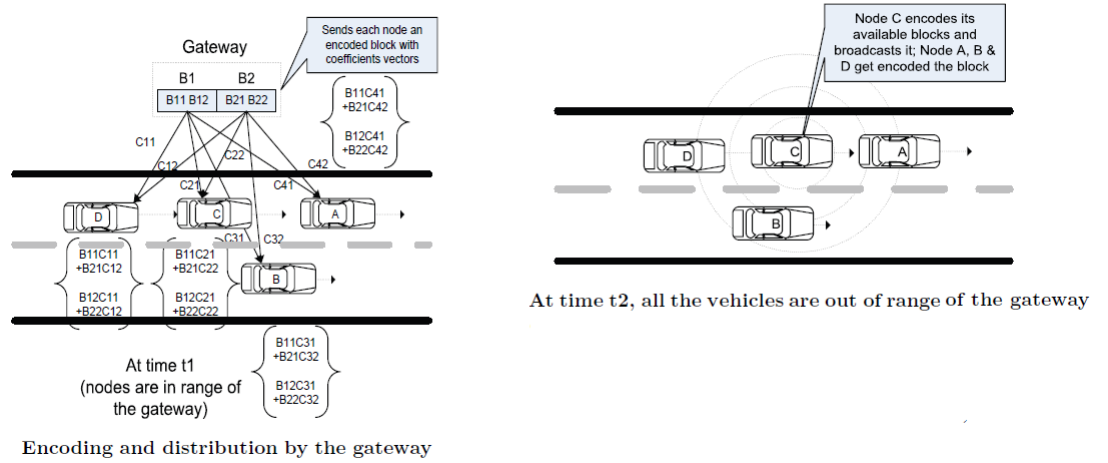 Gateway
Sends each node an
encoded block with
coefficients vectors
B1
B2
B11 B12
B21 B22
B11C41
+B21C42
B12C41
+B22C42
C11
C12
C22
C42
C21
C41
D
C
A
C31
C32
B
B11C11
+B21C12
B12C11
+B22C12
B11C21
+B21C22
B12C21
+B22C22
B11C31
+B21C32
B12C31
+B22C32
At time t1
(nodes are in range of
the gateway)
Encoding and distribution by the gateway
Node C encodes its
available blocks and
broadcasts it; Node A, B &
D get encoded the block
D
C
A
B
At time t2, all the vehicles are out of range of the gateway